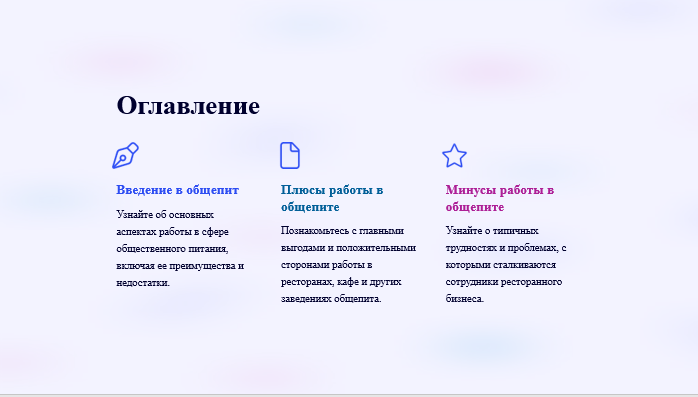 Оглавление
Введение в общепит
Узнайте об основных
аспектах работы в сфере
общественного питания,
включая ее преимущества и
недостатки.
Плюсы работы в
общепите
Познакомьтесь с главными
выгодами и положительными
сторонами работы в
ресторанах, кафе и других
заведениях общепита.
Минусы работы в
общепите
Узнайте о типичных
трудностях и проблемах, с
которыми сталкиваются
сотрудники ресторанного
бизнеса.